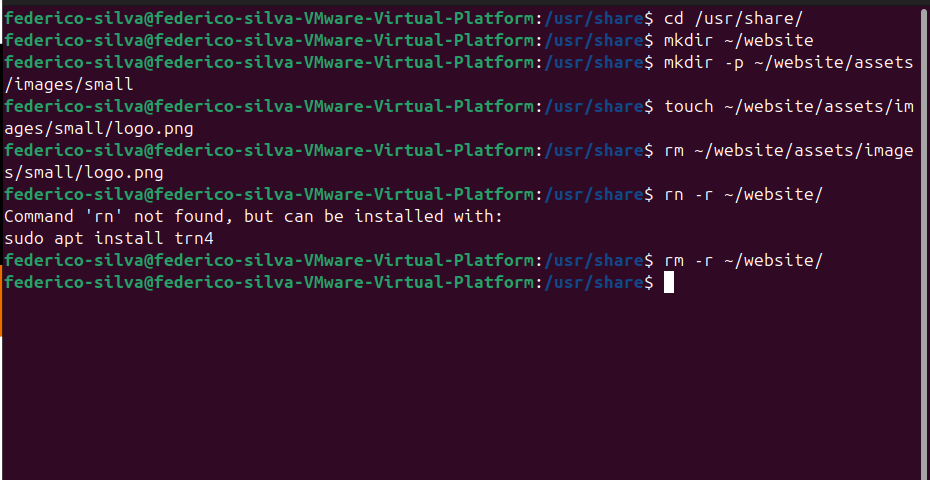 federico-silva@federico-silva-VMware-Virtual-Platform:/usr/share$ cd /usr/share/
federico-silva@federico-silva-VMware-Virtual-Platform:/usr/share$ mkdir ~/website
federico-silva@federico-silva-VMware-Virtual-Platform:/usr/share$ mkdir -p ~/website/assets
/images/small
federico-silva@federico-silva-VMware-Virtual-Platform:/usr/share$ touch ~/website/assets/im
ages/small/logo.png
federico-silva@federico-silva-VMware-Virtual-Platform:/usr/share$ rm ~/website/assets/image
s/small/logo.png
federico-silva@federico-silva-VMware-Virtual-Platform:/usr/share$ rn -r ~/website/
Command 'rn' not found, but can be installed with:
sudo apt install trn4
federico-silva@federico-silva-VMware-Virtual-Platform:/usr/share$ rm -r ~/website/
federico-silva@federico-silva-VMware-Virtual-Platform:/usr/share$